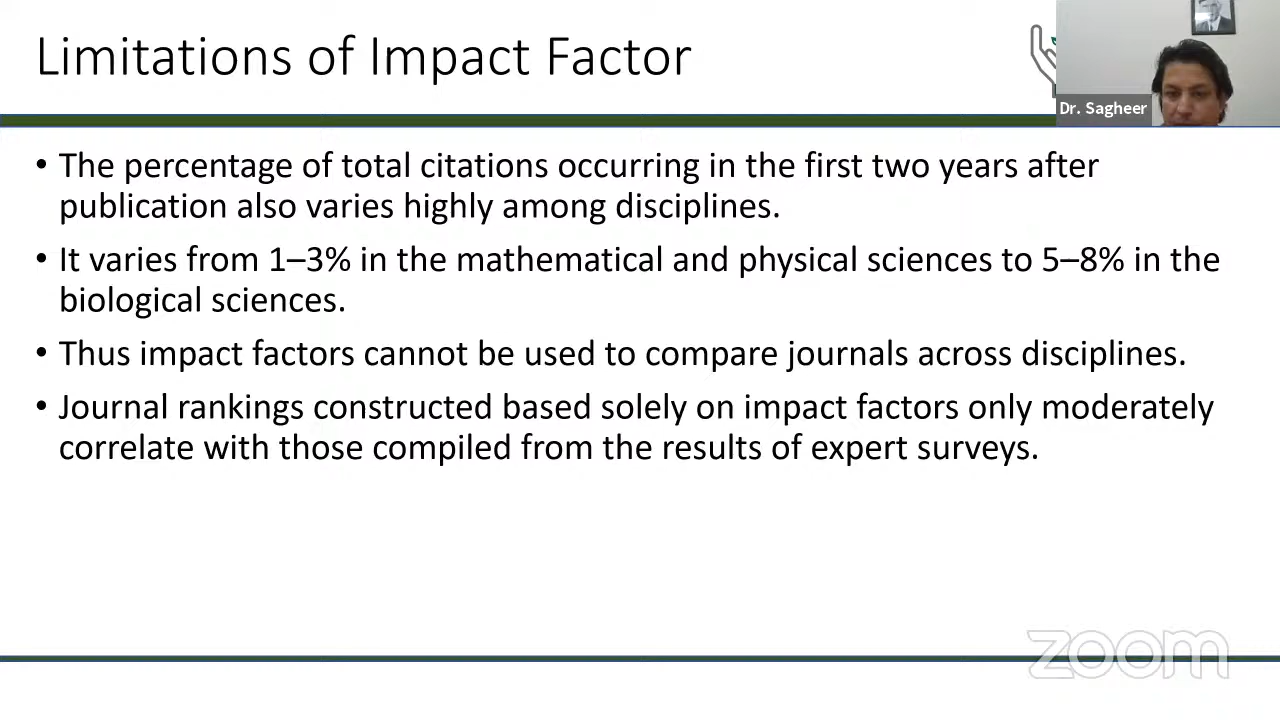 Limitations of Impact Factor
Dr. Sagheer
• The percentage of total citations occurring in the first two years after
publication also varies highly among disciplines.
• It varies from 1–3% in the mathematical and physical sciences to 5–8% in the
biological sciences.
• Thus impact factors cannot be used to compare journals across disciplines.
• Journal rankings constructed based solely on impact factors only moderately
correlate with those compiled from the results of expert surveys.
zoom